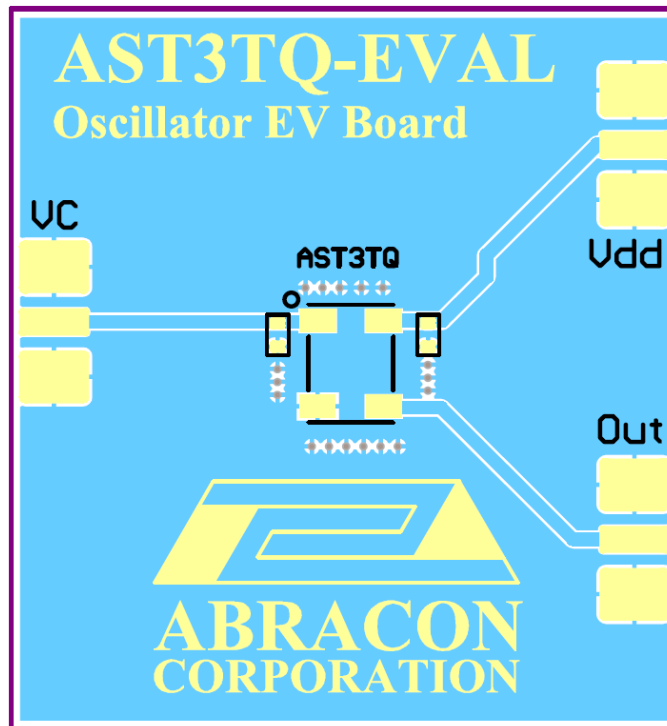 AST3TQ-EVAL
Oscillator EV Board
VC
Vdd
AST3TQ
Out
ABRACON
CORPORATION